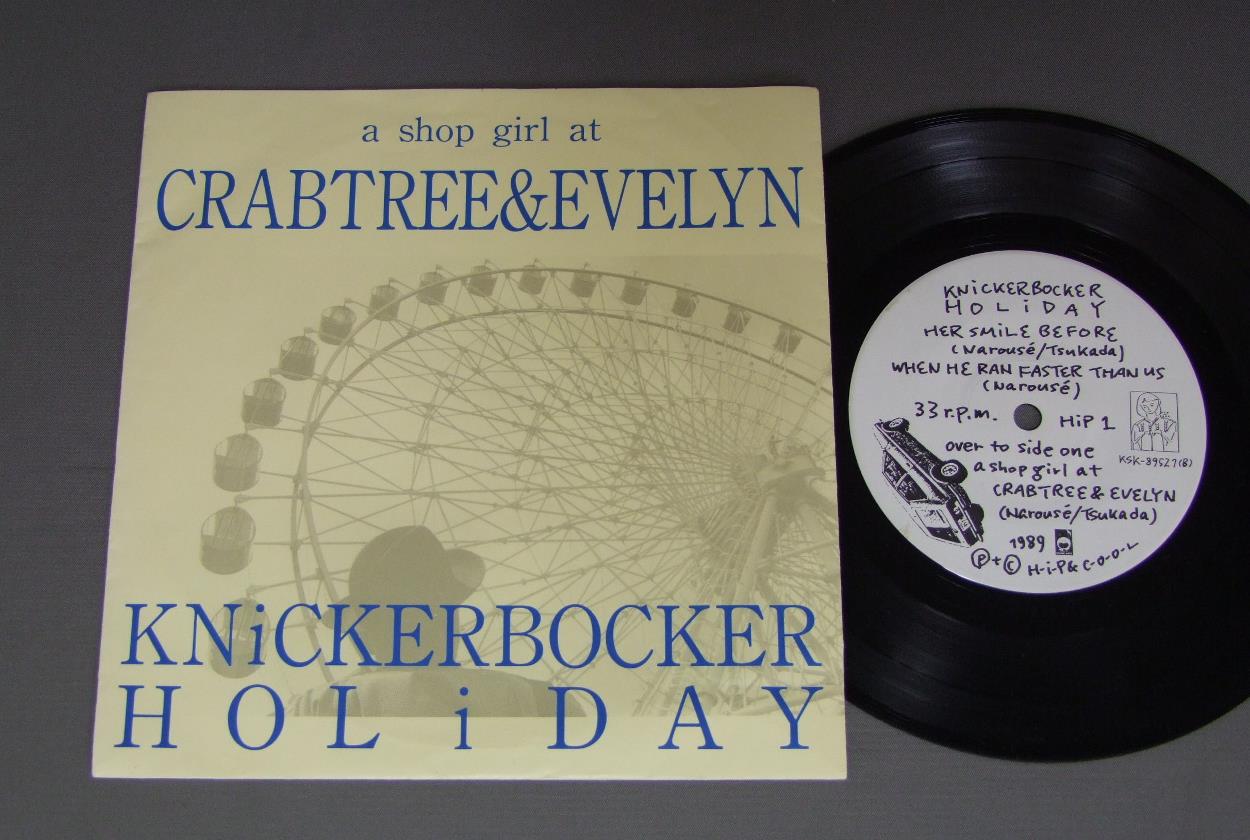 a shop girl at
CRABTREE&EVELYN
KNiCKERBOCKER
HOLiDAY
KNiCKERBOCKER
HOLiDAY
HER SMiLE BEFORE
(Narousé/Tsukada)
WHEN HE RAN FASTER THAN US
(Narousé)
33 r.p.m.
HiP 1
KSK-89527(B)
over to side one
a shop girl at
CRABTREE & EVELYN
(Narousé/Tsukada)
1989
Ⓟ+© H-i-P & C-O-O-L